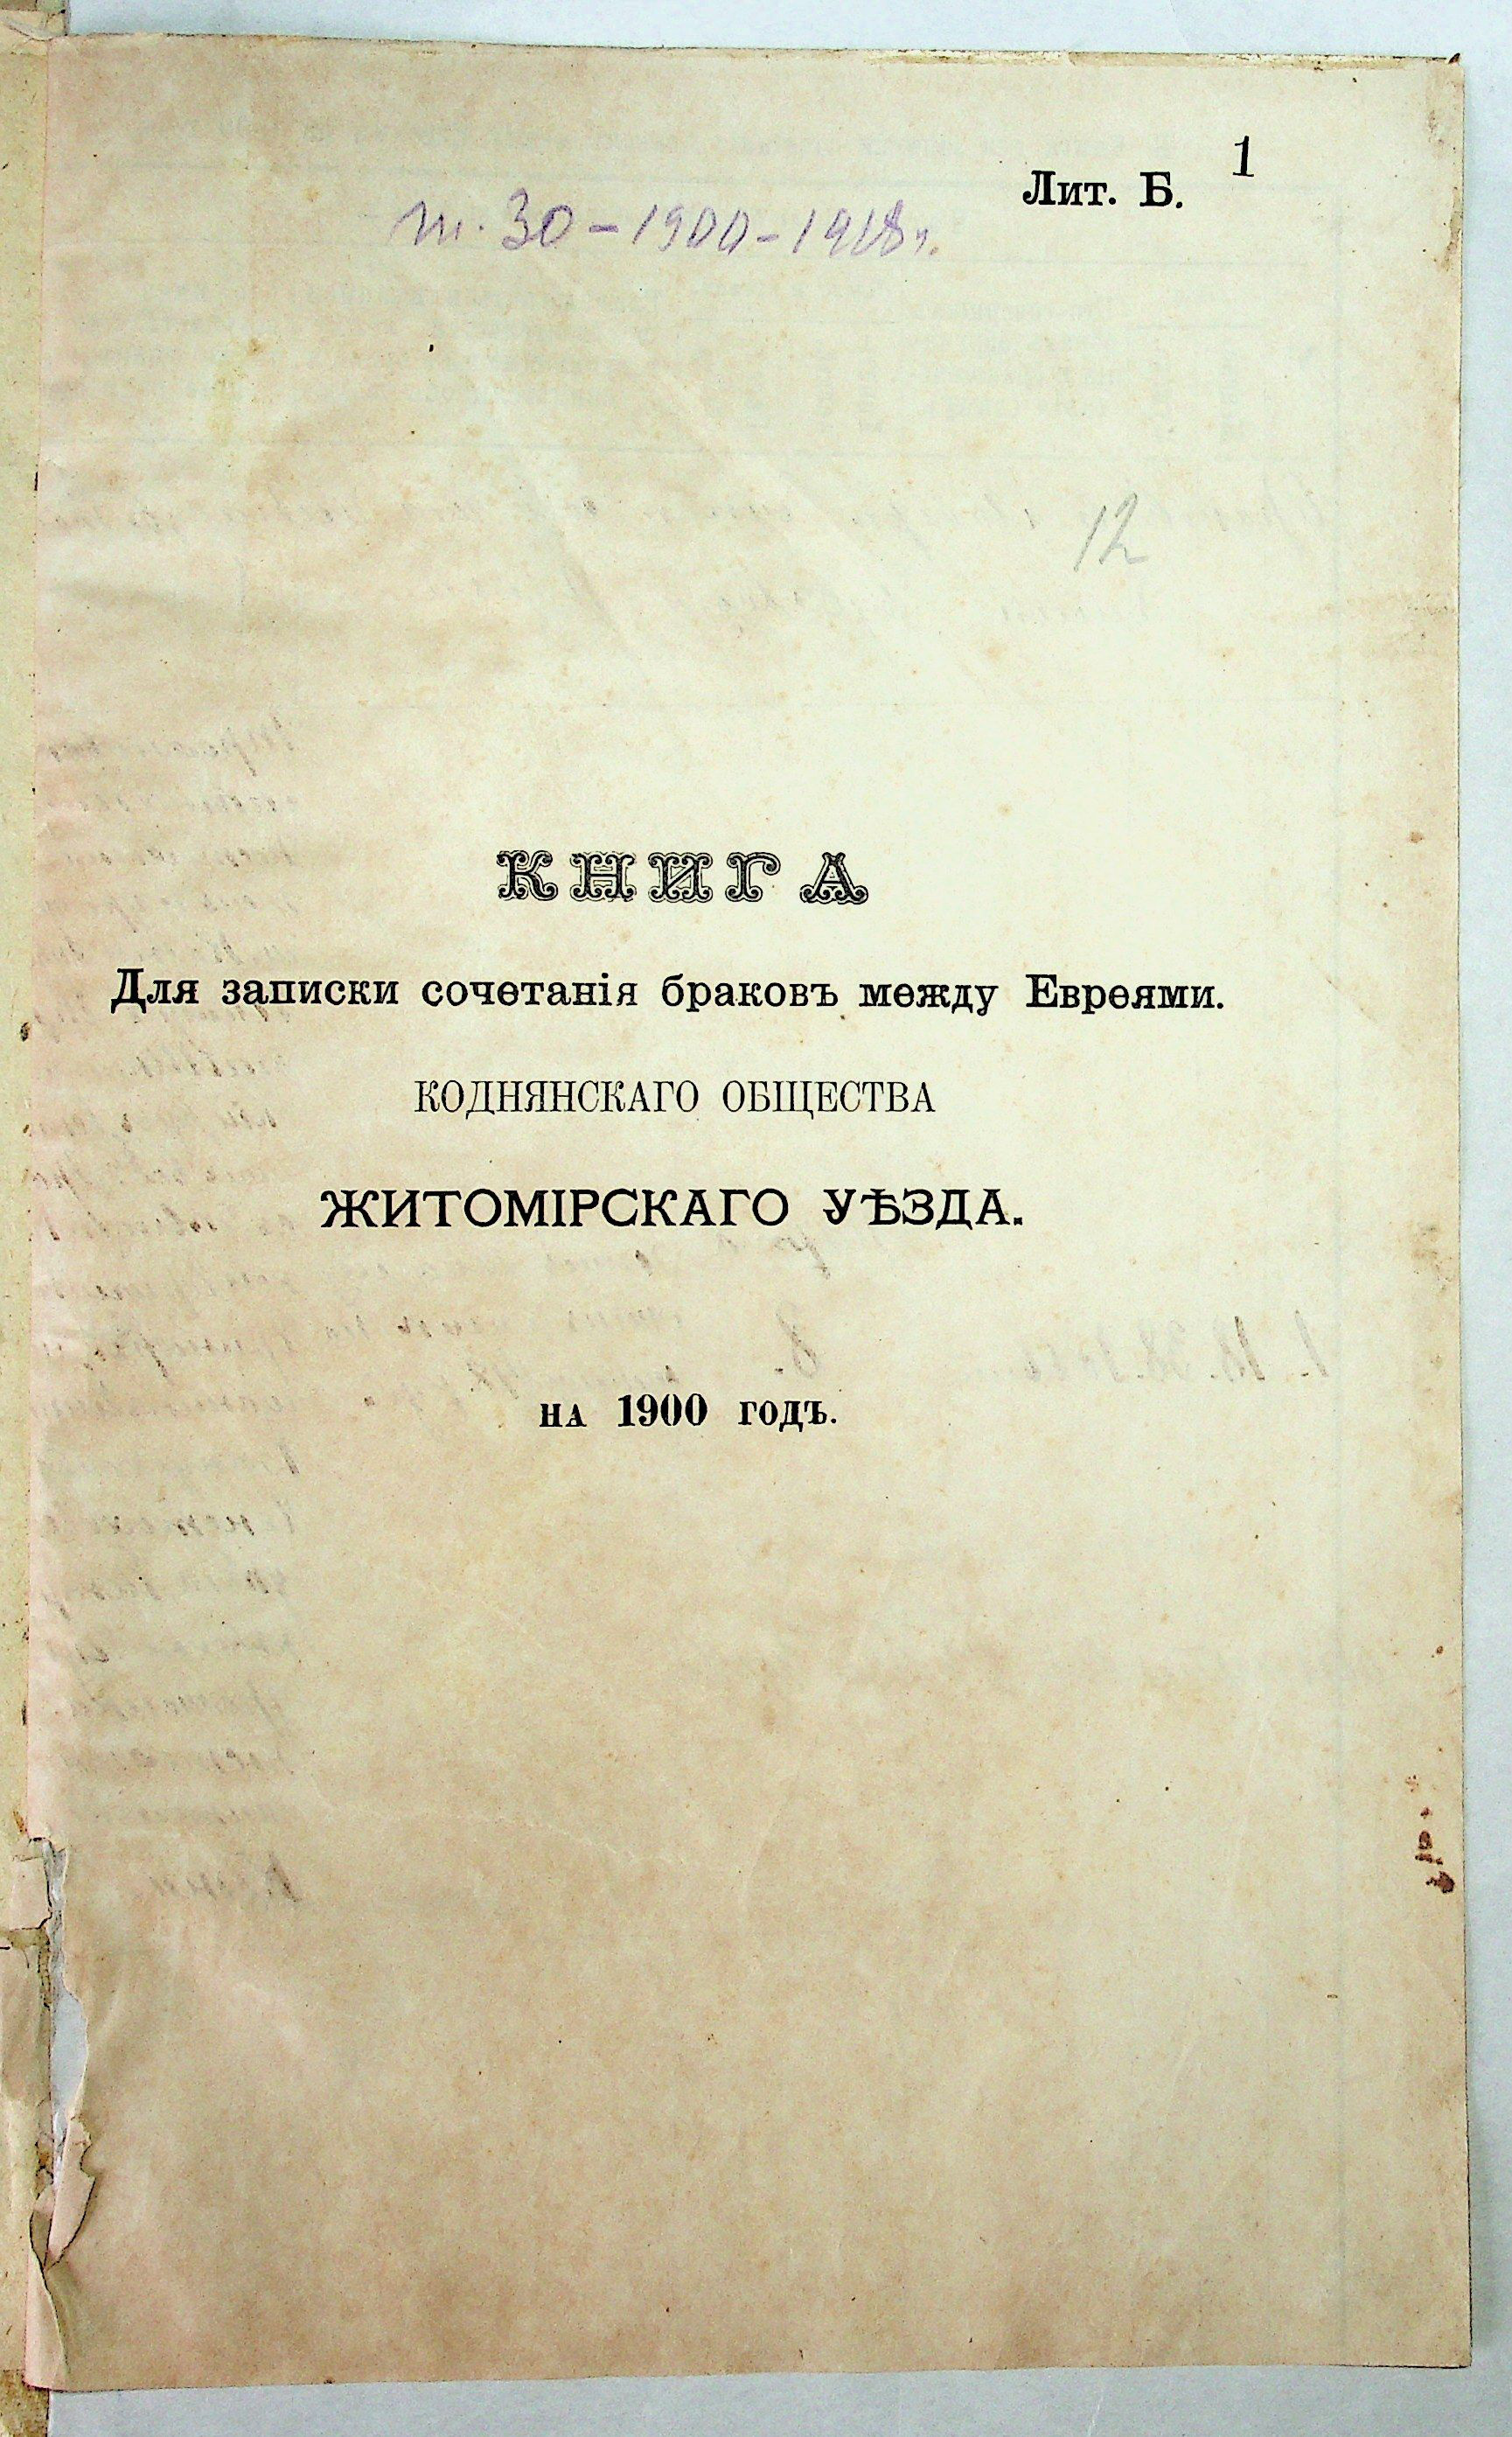 1
Лит. Б.
т. 30 - 1900 - 1918 г.
12
КНИГА
Для записки сочетанія браковъ между Евреями.
КОДНЯНСКАГО ОБЩЕСТВА
ЖИТОМІРСКАГО УѢЗДА.
на 1900 годъ.